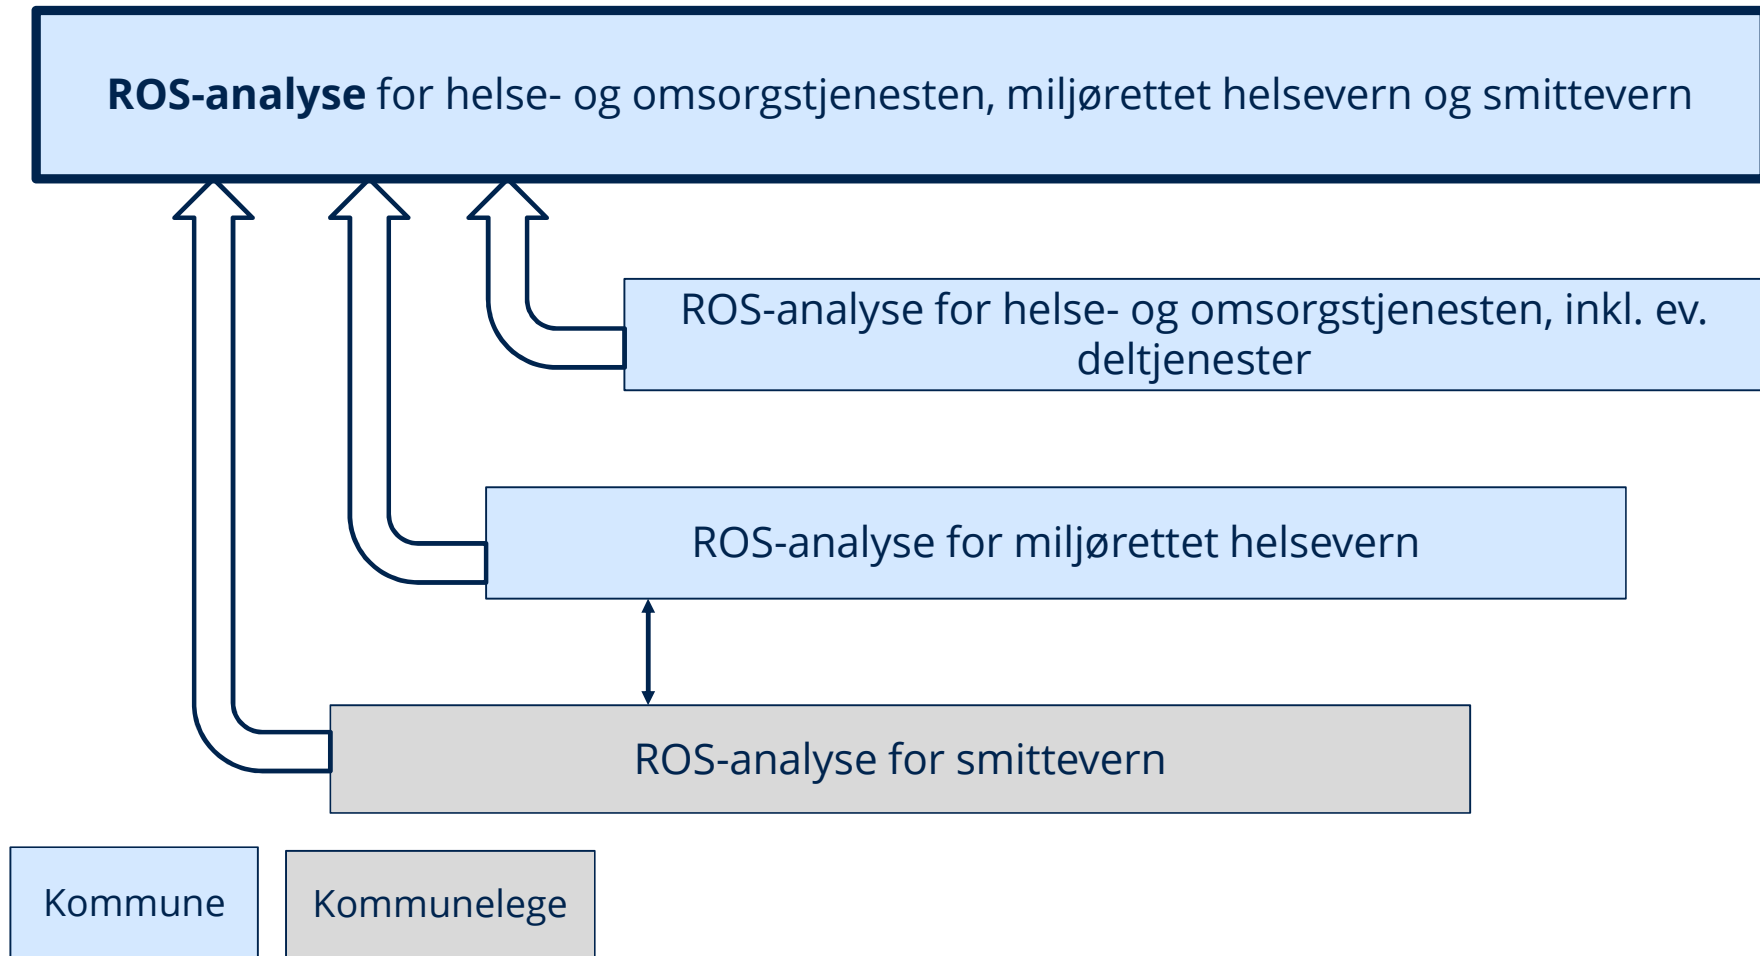 ROS-analyse for helse- og omsorgstjenesten, miljørettet helsevern og smittevern
ROS-analyse for helse- og omsorgstjenesten, inkl. ev.
deltjenester
ROS-analyse for miljørettet helsevern
ROS-analyse for smittevern
Kommune
Kommunelege